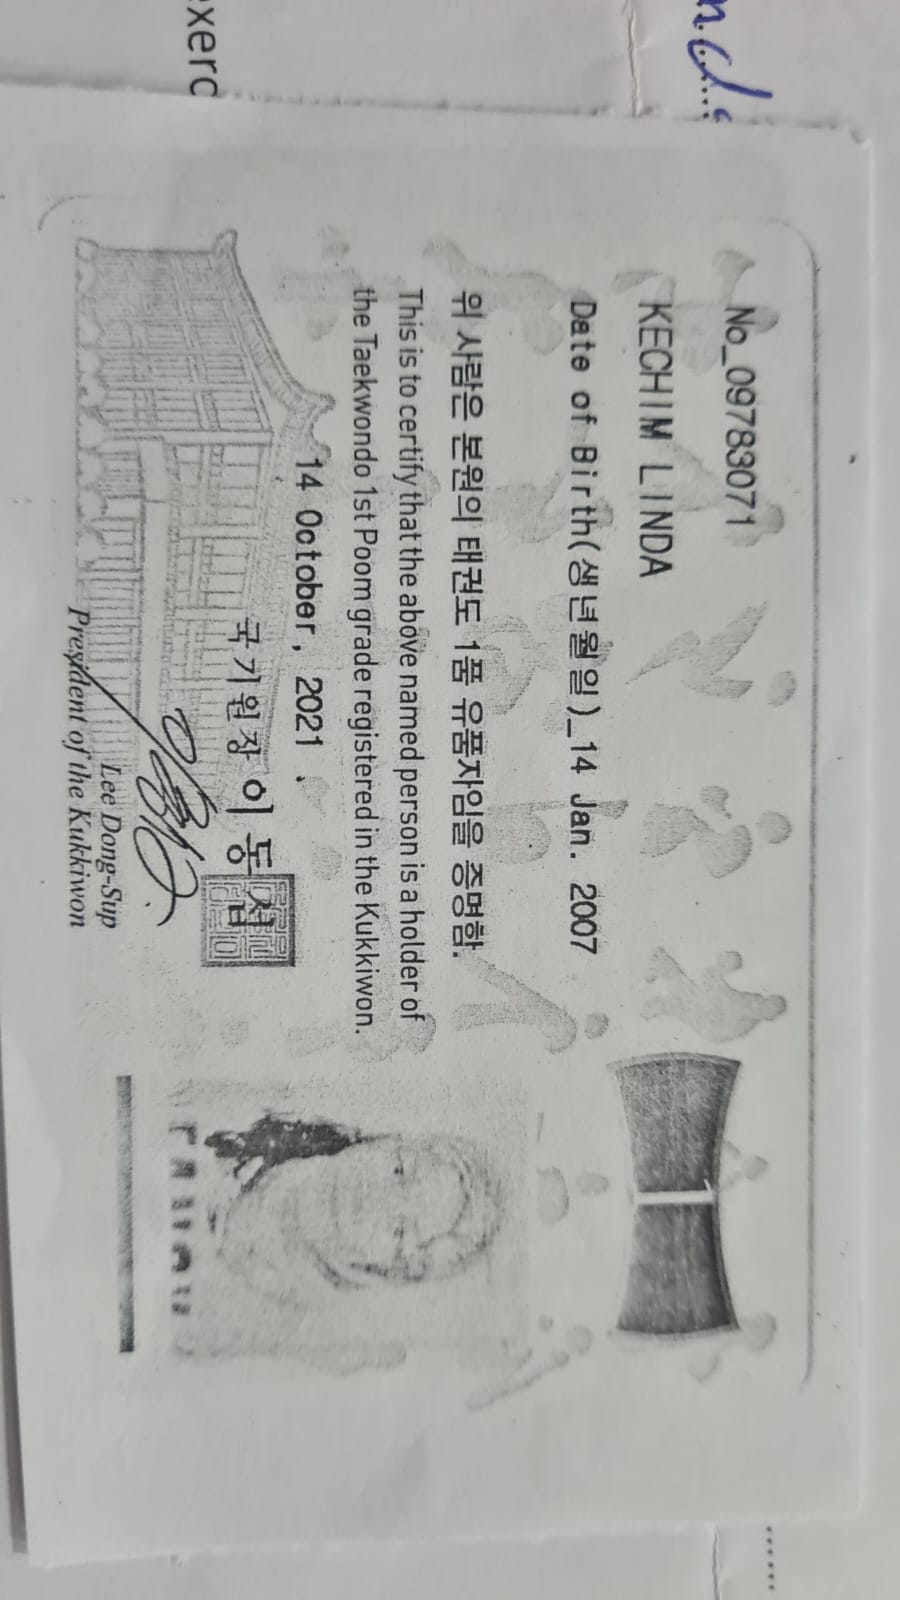 exerc
No_09783071
KECHIM LINDA
Date of Birth(생년월일)_14 Jan. 2007
위 사람은 본원의 태권도 1품 유품자임을 증명함.
This is to certify that the above named person is a holder of
the Taekwondo 1st Poom grade registered in the Kukkiwon.
14 October, 2021 .
국기원장 이동섭
Lee Dong-Sup
President of the Kukkiwon